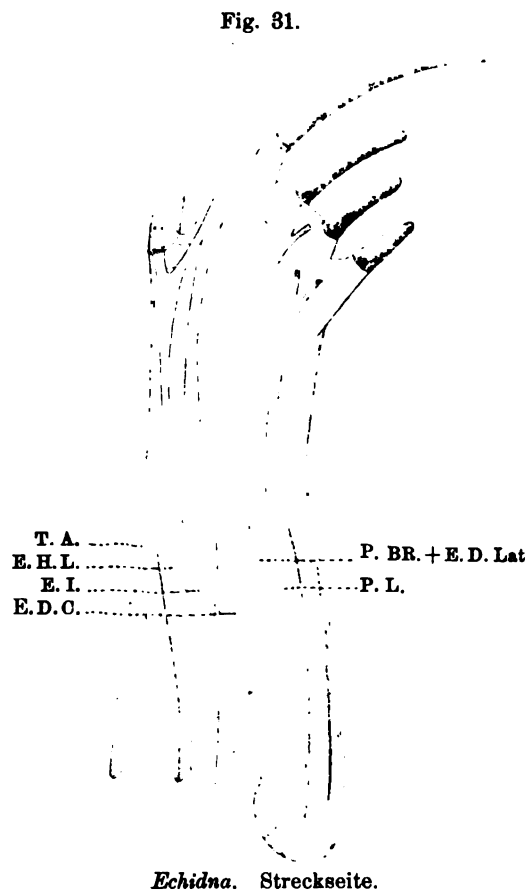 Fig. 31.
T. A.
E. H. L.
E. I.
E. D. C.
P. BR. + E. D. Lat
P. L.
Echidna. Streckseite.